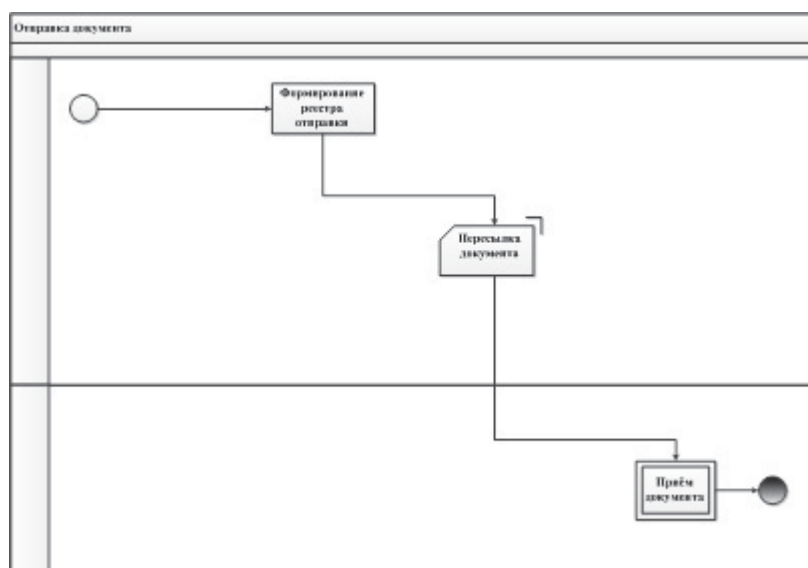 Отправка документа
Формирование
реестра
отправки
Пересылка
документа
Приём
документа